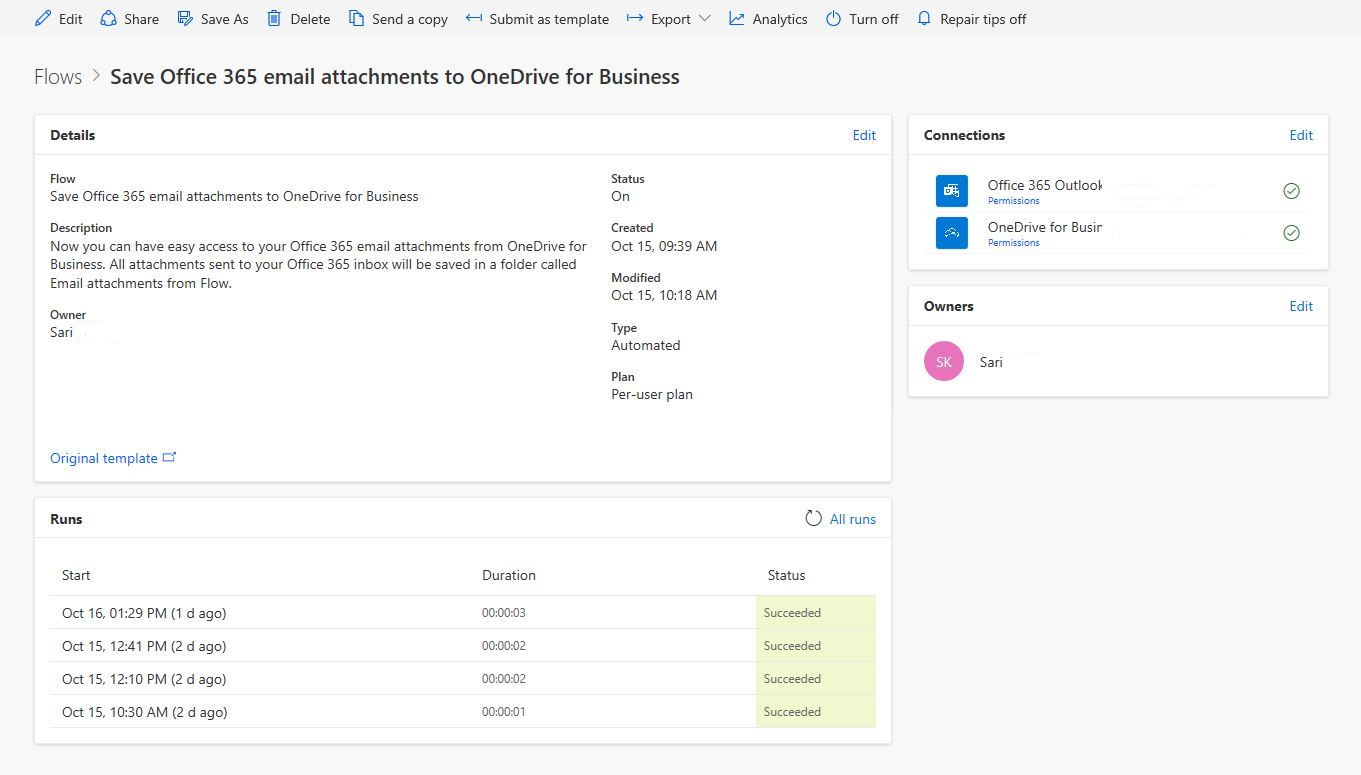 Edit Share Save As Delete Send a copy Submit as template Export Analytics Turn off Repair tips off
Flows > Save Office 365 email attachments to OneDrive for Business
Details Edit
Flow
Save Office 365 email attachments to OneDrive for Business
Description
Now you can have easy access to your Office 365 email attachments from OneDrive for
Business. All attachments sent to your Office 365 inbox will be saved in a folder called
Email attachments from Flow.
Owner
Sari
Status
On
Created
Oct 15, 09:39 AM
Modified
Oct 15, 10:18 AM
Type
Automated
Plan
Per-user plan
Original template
Connections Edit
Office 365 Outlook
Permissions
OneDrive for Busin
Permissions
Owners Edit
SK Sari
Runs All runs
Start Duration Status
Oct 16, 01:29 PM (1 d ago) 00:00:03 Succeeded
Oct 15, 12:41 PM (2 d ago) 00:00:02 Succeeded
Oct 15, 12:10 PM (2 d ago) 00:00:02 Succeeded
Oct 15, 10:30 AM (2 d ago) 00:00:01 Succeeded